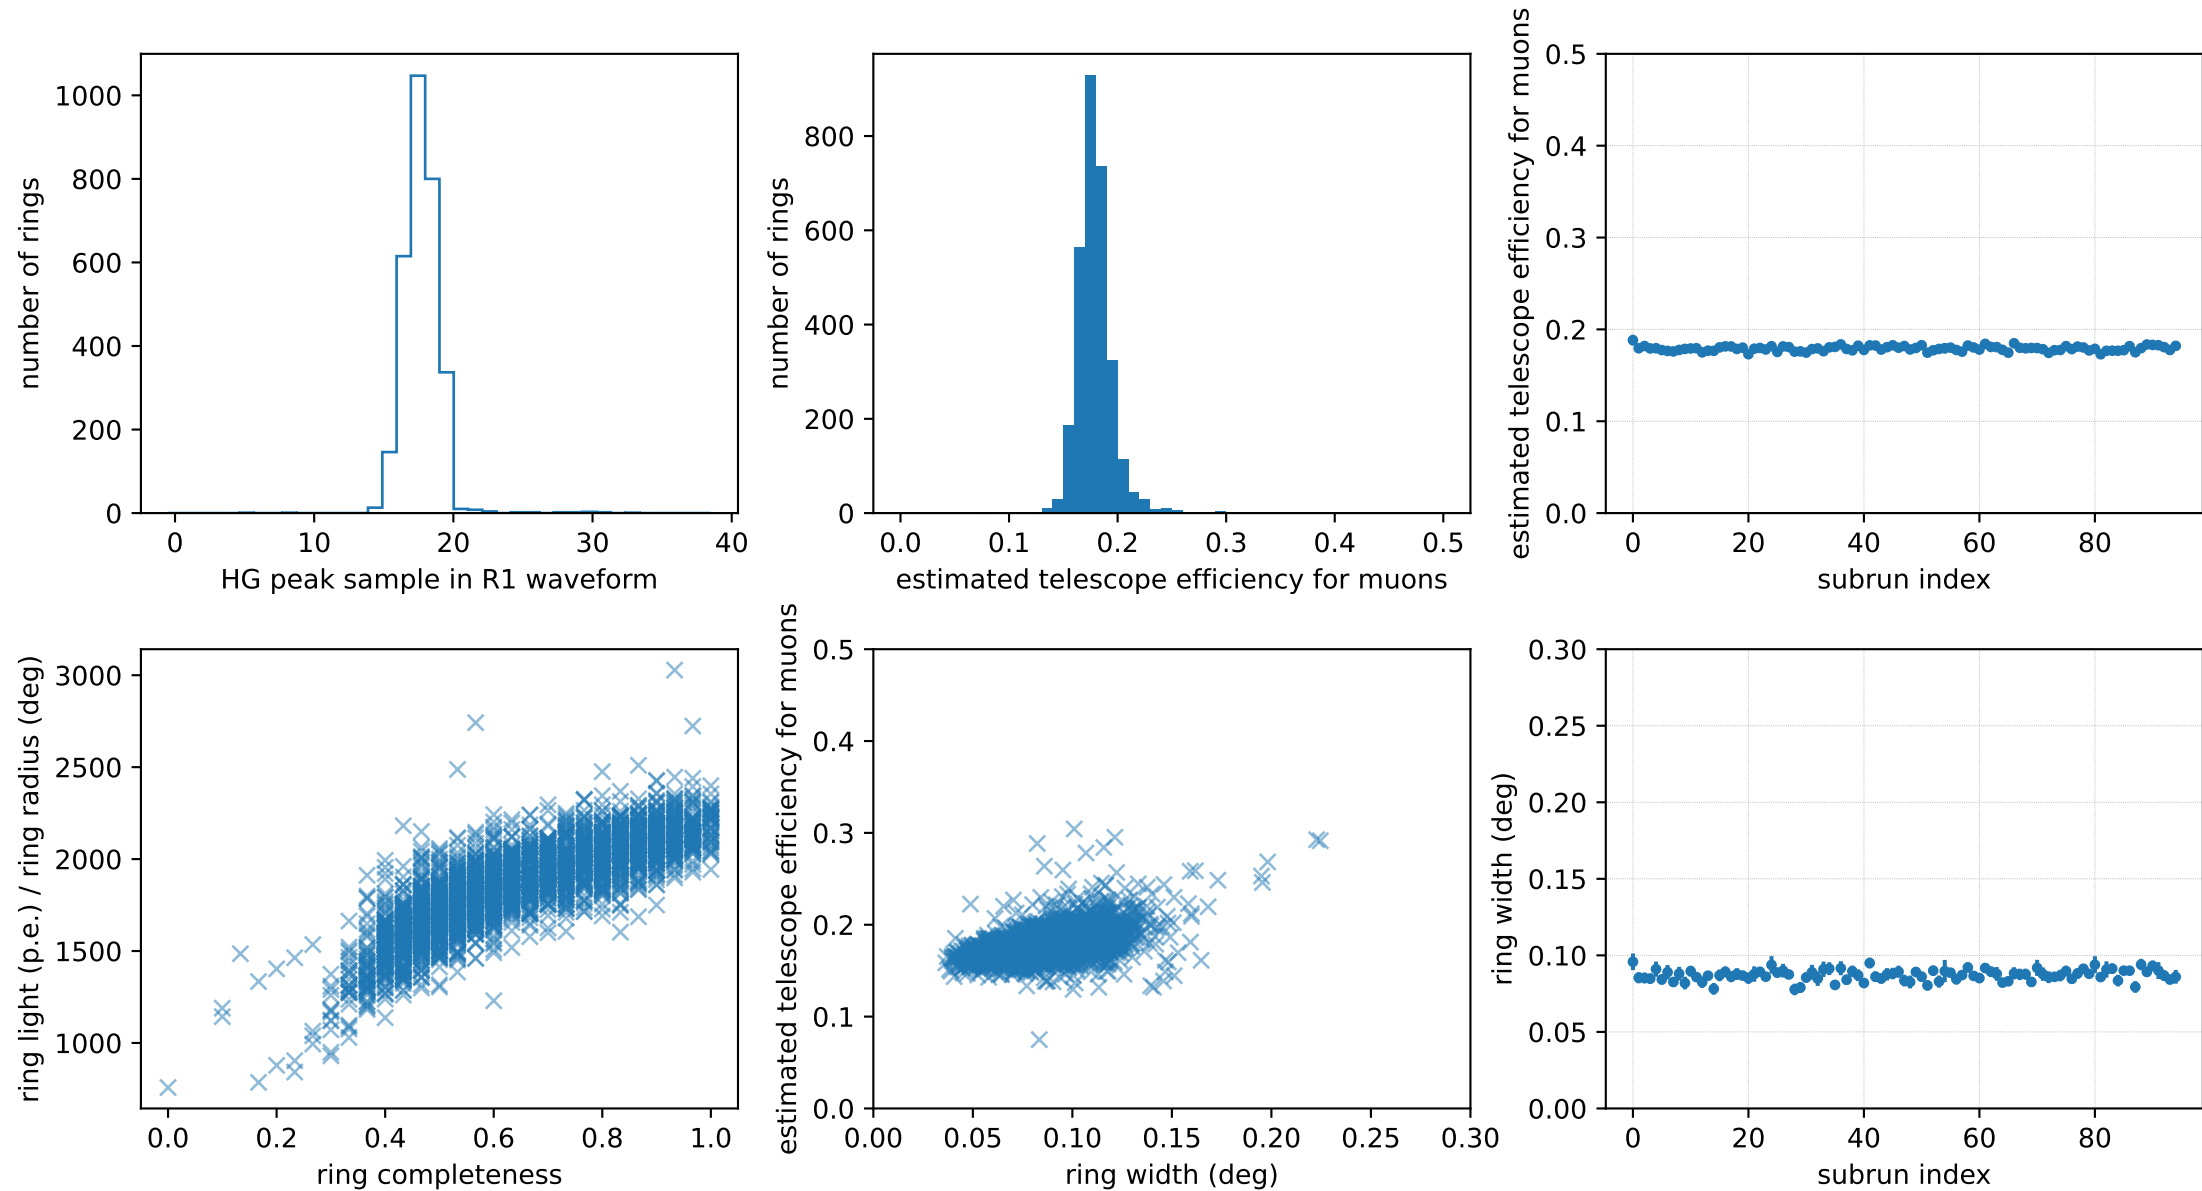 number of rings
1000
800
600
400
200
0
0 10 20 30 40
HG peak sample in R1 waveform
number of rings
800
600
400
200
0
0.0 0.1 0.2 0.3 0.4 0.5
estimated telescope efficiency for muons
estimated telescope efficiency for muons
0.5
0.4
0.3
0.2
0.1
0.0
0 20 40 60 80
subrun index
ring light (p.e.) / ring radius (deg)
3000
2500
2000
1500
1000
0.0 0.2 0.4 0.6 0.8 1.0
ring completeness
estimated telescope efficiency for muons
0.5
0.4
0.3
0.2
0.1
0.0
0.00 0.05 0.10 0.15 0.20 0.25 0.30
ring width (deg)
ring width (deg)
0.30
0.25
0.20
0.15
0.10
0.05
0.00
0 20 40 60 80
subrun index